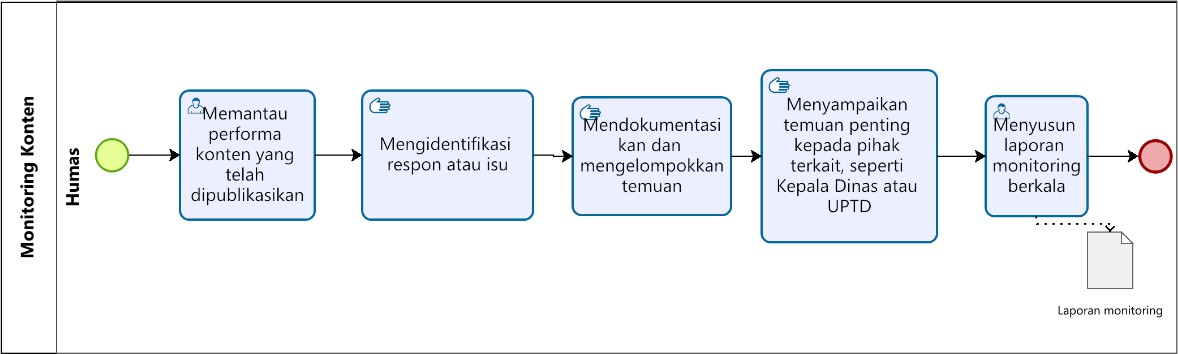 Monitoring Konten
Humas
Memantau
performa
konten yang
telah
dipublikasikan
Mengidentifikasi
respon atau isu
Mendokumentasi
kan dan
mengelompokkan
temuan
Menyampaikan
temuan penting
kepada pihak
terkait, seperti
Kepala Dinas atau
UPTD
Menyusun
laporan
monitoring
berkala
Laporan monitoring